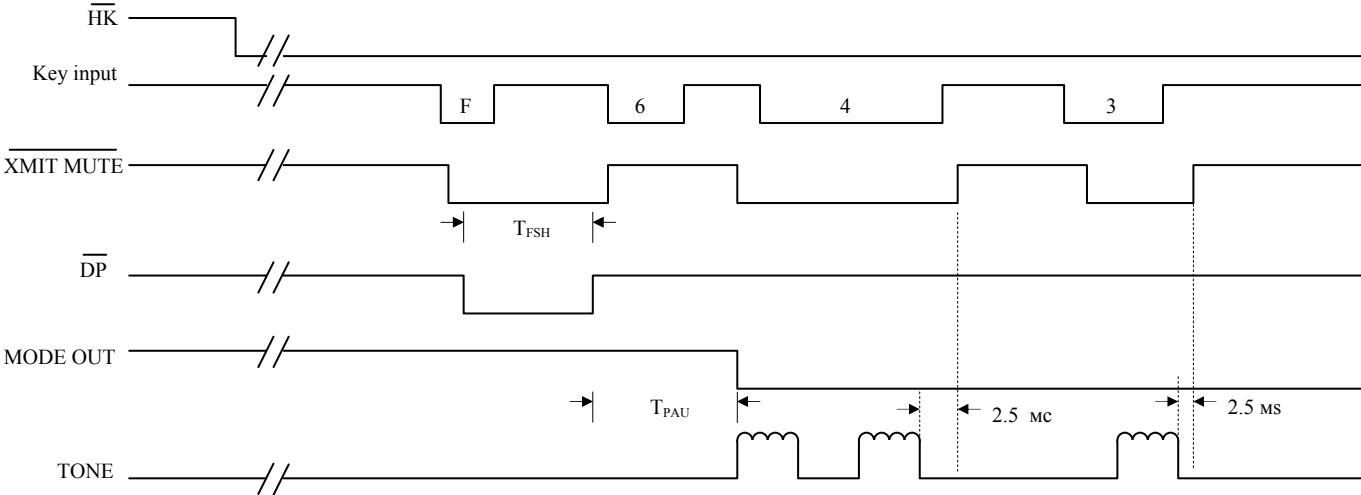 HK
Key input
F 6 4 3
XMIT MUTE
TFSH
DP
MODE OUT
TPAU
2.5 мс
2.5 мs
TONE